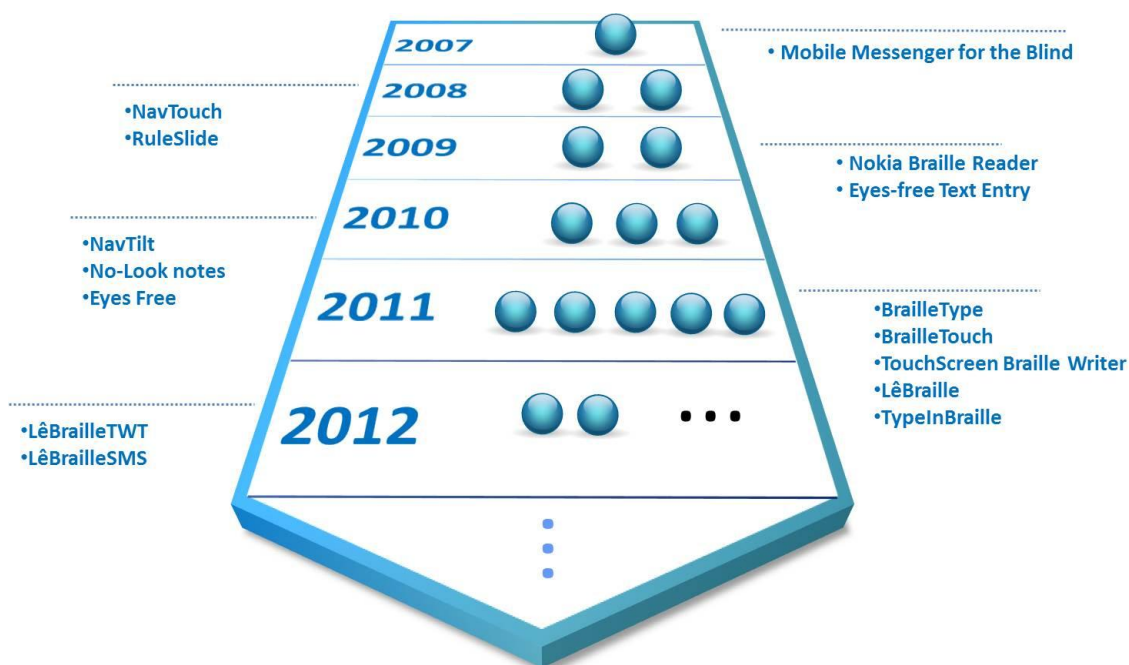 2007
• Mobile Messenger for the Blind
2008
•NavTouch
•RuleSlide
2009
• Nokia Braille Reader
• Eyes-free Text Entry
2010
•NavTilt
•No-Look notes
•Eyes Free
2011
•BrailleType
•BrailleTouch
•TouchScreen Braille Writer
•LêBraille
•TypeInBraille
2012
...
•LêBrailleTWT
•LêBrailleSMS